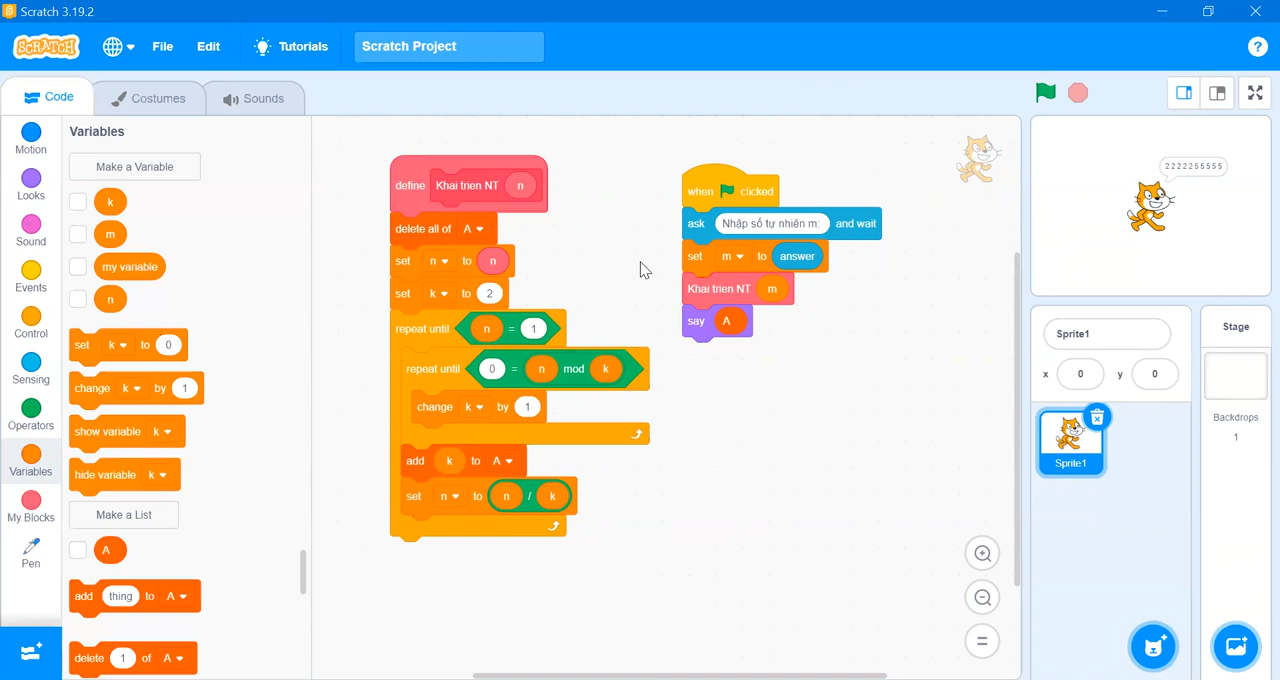 Scratch 3.19.2
SCRATCH
File
Edit
Tutorials
Scratch Project
?
Code
Costumes
Sounds
Motion
Looks
Sound
Events
Control
Sensing
Operators
Variables
My Blocks
Pen
Variables
Make a Variable
k
m
my variable
n
set k to 0
change k by 1
show variable k
hide variable k
Make a List
A
add thing to A
delete 1 of A
define Khai trien NT n
delete all of A
set n to n
set k to 2
repeat until n = 1
repeat until 0 = n mod k
change k by 1
add k to A
set n to n / k
when clicked
ask Nhập số tự nhiên m: and wait
set m to answer
Khai trien NT m
say A
2222255555
Sprite1
x 0 y 0
Sprite1
Stage
Backdrops
1